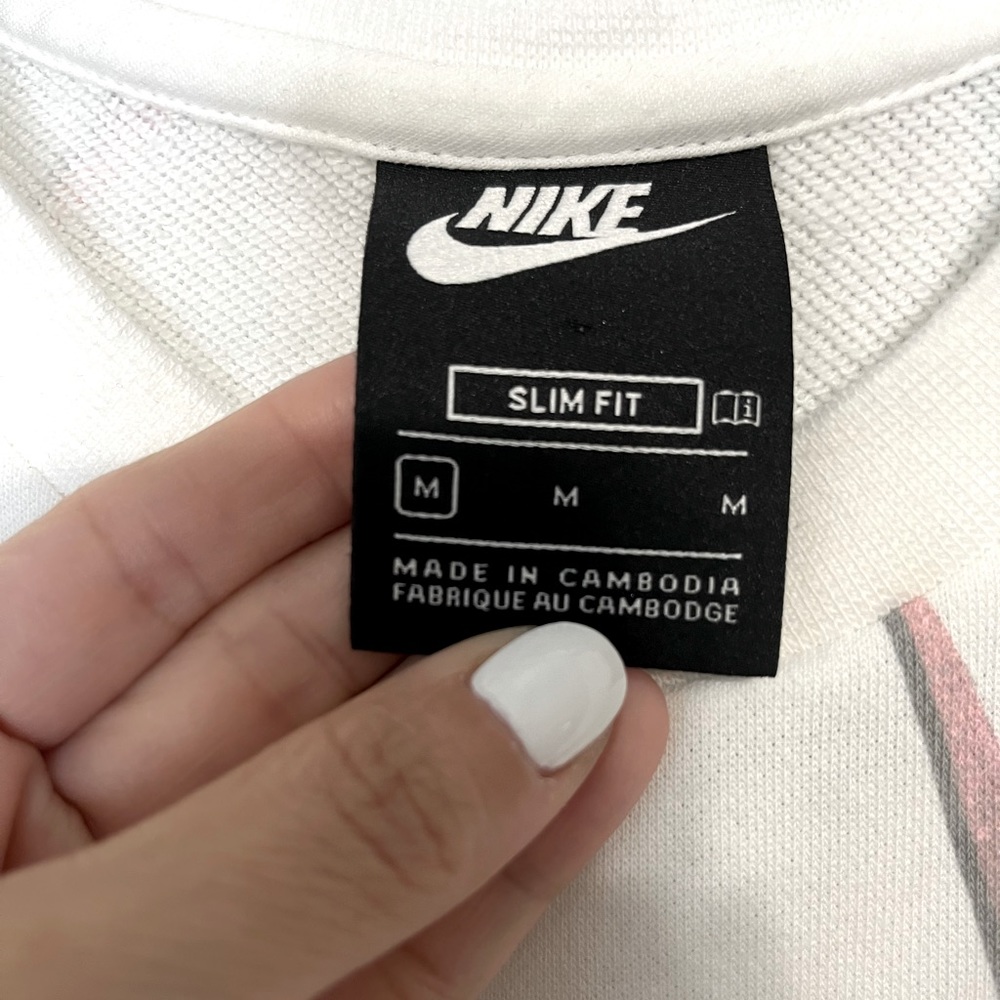 NIKE
SLIM FIT i
M M M
MADE IN CAMBODIA
FABRIQUE AU CAMBODGE